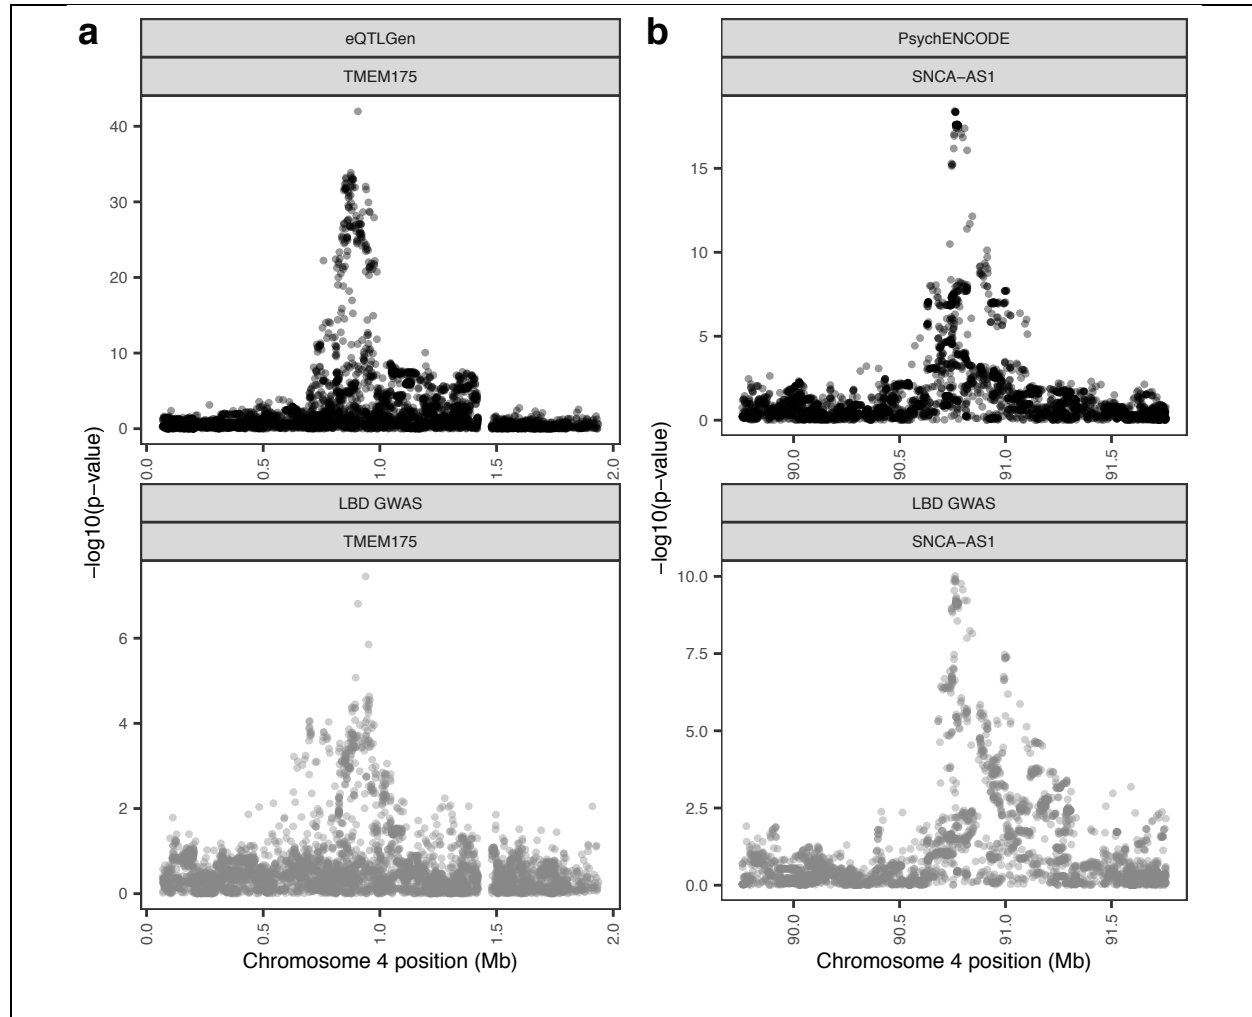 a
eQTLGen
TMEM175
40
30
20
10
0
0.0
0.5
1.0
1.5
2.0
LBD GWAS
TMEM175
6
4
2
0
0.0
0.5
1.0
1.5
2.0
−log10(p−value)
Chromosome 4 position (Mb)
b
PsychENCODE
SNCA−AS1
15
10
5
0
90.0
90.5
91.0
91.5
LBD GWAS
SNCA−AS1
10.0
7.5
5.0
2.5
0.0
90.0
90.5
91.0
91.5
−log10(p−value)
Chromosome 4 position (Mb)